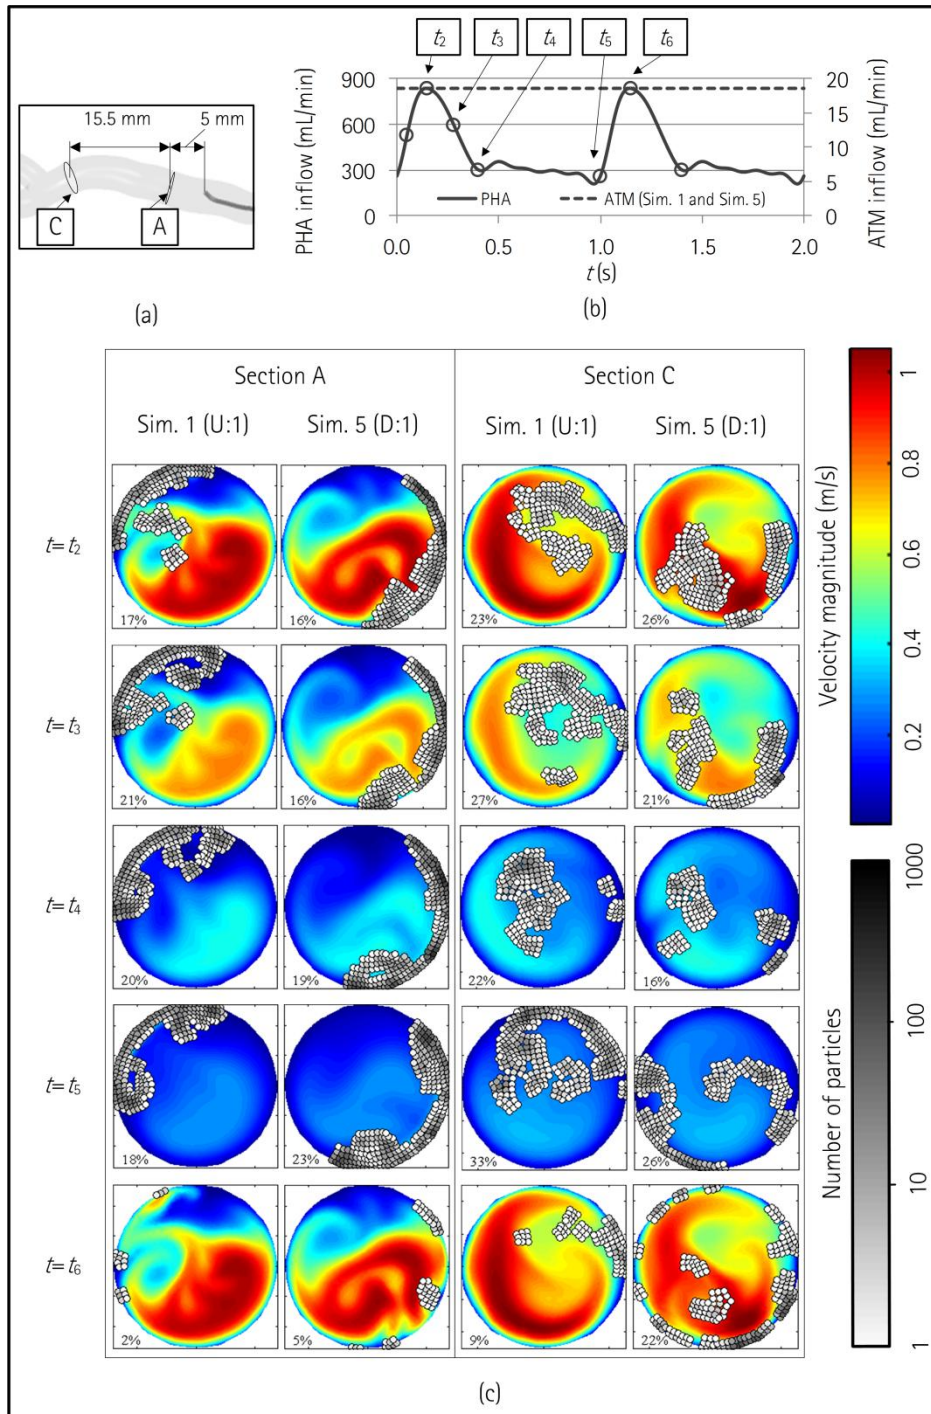 15.5 mm
5 mm
C
A
(a)
t2
t3
t4
t5
t6
PHA inflow (mL/min)
900
600
300
0
20
15
10
5
0
ATM inflow (mL/min)
PHA
ATM (Sim. 1 and Sim. 5)
0.0
0.5
1.0
1.5
2.0
t (s)
(b)
Section A
Section C
Sim. 1 (U:1)
Sim. 5 (D:1)
Sim. 1 (U:1)
Sim. 5 (D:1)
t= t2
17%
16%
23%
26%
t= t3
21%
16%
27%
21%
t= t4
20%
19%
22%
16%
t= t5
18%
23%
33%
26%
t= t6
2%
5%
9%
22%
Velocity magnitude (m/s)
1
0.8
0.6
0.4
0.2
Number of particles
1000
100
10
1
(c)